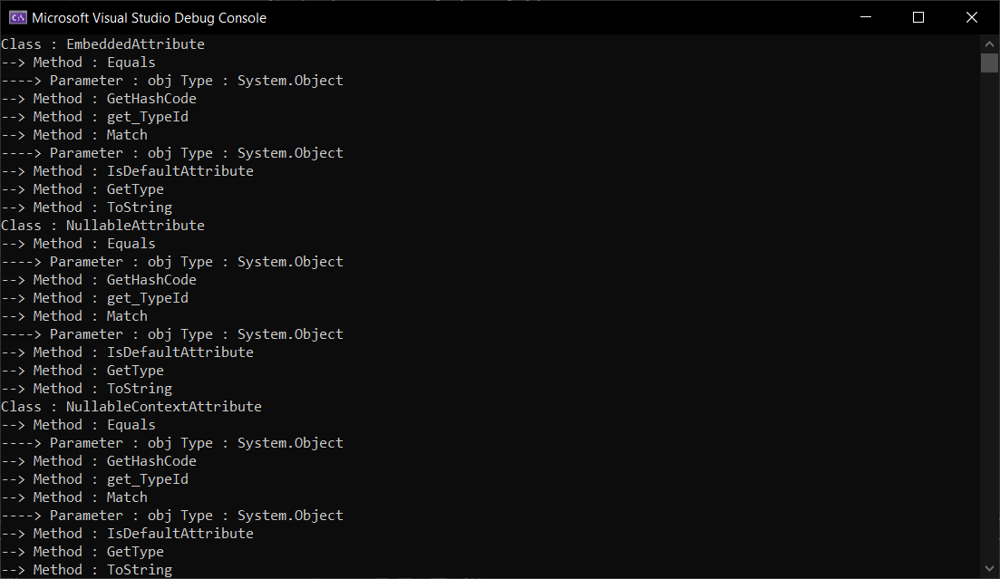 Microsoft Visual Studio Debug Console
Class : EmbeddedAttribute
--> Method : Equals
----> Parameter : obj Type : System.Object
--> Method : GetHashCode
--> Method : get_TypeId
--> Method : Match
----> Parameter : obj Type : System.Object
--> Method : IsDefaultAttribute
--> Method : GetType
--> Method : ToString
Class : NullableAttribute
--> Method : Equals
----> Parameter : obj Type : System.Object
--> Method : GetHashCode
--> Method : get_TypeId
--> Method : Match
----> Parameter : obj Type : System.Object
--> Method : IsDefaultAttribute
--> Method : GetType
--> Method : ToString
Class : NullableContextAttribute
--> Method : Equals
----> Parameter : obj Type : System.Object
--> Method : GetHashCode
--> Method : get_TypeId
--> Method : Match
----> Parameter : obj Type : System.Object
--> Method : IsDefaultAttribute
--> Method : GetType
--> Method : ToString